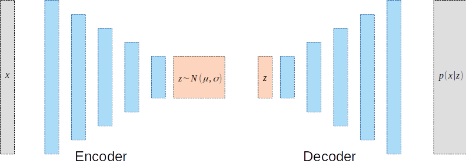 x
z~N(μ,σ)
z
p(x|z)
Encoder
Decoder